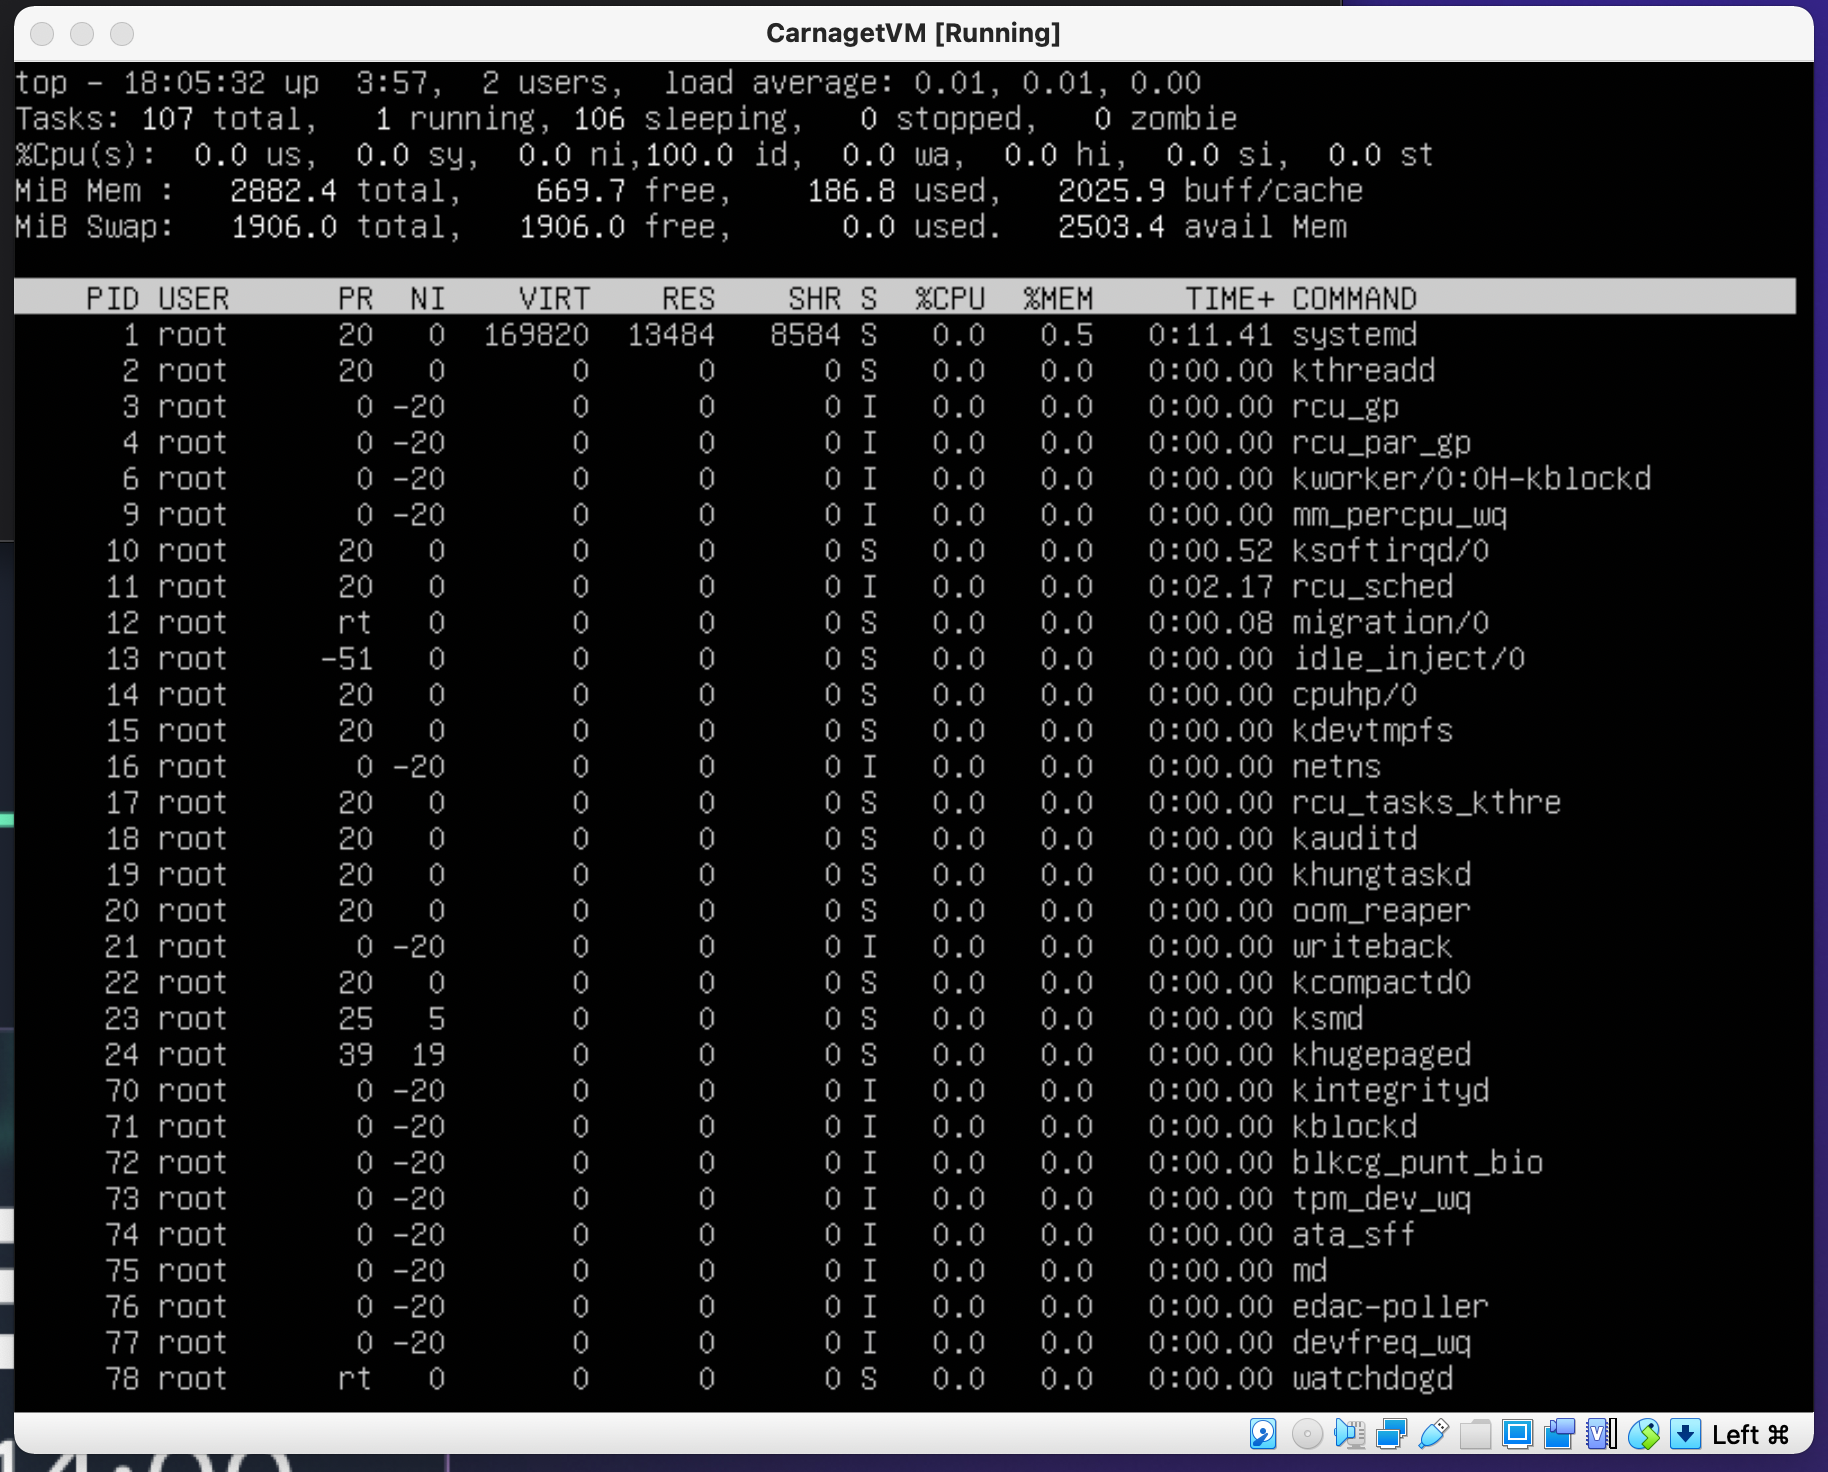 CarnagetVM [Running]
top - 18:05:32 up  3:57,  2 users,  load average: 0.01, 0.01, 0.00
Tasks: 107 total,   1 running, 106 sleeping,   0 stopped,   0 zombie
%Cpu(s):  0.0 us,  0.0 sy,  0.0 ni,100.0 id,  0.0 wa,  0.0 hi,  0.0 si,  0.0 st
MiB Mem :   2882.4 total,    669.7 free,    186.8 used,   2025.9 buff/cache
MiB Swap:   1906.0 total,   1906.0 free,      0.0 used.   2503.4 avail Mem
PID USER      PR  NI    VIRT    RES    SHR S  %CPU  %MEM     TIME+ COMMAND
1 root      20   0  169820  13484   8584 S   0.0   0.5   0:11.41 systemd
2 root      20   0       0      0      0 S   0.0   0.0   0:00.00 kthreadd
3 root       0 -20       0      0      0 I   0.0   0.0   0:00.00 rcu_gp
4 root       0 -20       0      0      0 I   0.0   0.0   0:00.00 rcu_par_gp
6 root       0 -20       0      0      0 I   0.0   0.0   0:00.00 kworker/0:0H-kblockd
9 root       0 -20       0      0      0 I   0.0   0.0   0:00.00 mm_percpu_wq
10 root      20   0       0      0      0 S   0.0   0.0   0:00.52 ksoftirqd/0
11 root      20   0       0      0      0 I   0.0   0.0   0:02.17 rcu_sched
12 root      rt   0       0      0      0 S   0.0   0.0   0:00.08 migration/0
13 root     -51   0       0      0      0 S   0.0   0.0   0:00.00 idle_inject/0
14 root      20   0       0      0      0 S   0.0   0.0   0:00.00 cpuhp/0
15 root      20   0       0      0      0 S   0.0   0.0   0:00.00 kdevtmpfs
16 root       0 -20       0      0      0 I   0.0   0.0   0:00.00 netns
17 root      20   0       0      0      0 S   0.0   0.0   0:00.00 rcu_tasks_kthre
18 root      20   0       0      0      0 S   0.0   0.0   0:00.00 kauditd
19 root      20   0       0      0      0 S   0.0   0.0   0:00.00 khungtaskd
20 root      20   0       0      0      0 S   0.0   0.0   0:00.00 oom_reaper
21 root       0 -20       0      0      0 I   0.0   0.0   0:00.00 writeback
22 root      20   0       0      0      0 S   0.0   0.0   0:00.00 kcompactd0
23 root      25   5       0      0      0 S   0.0   0.0   0:00.00 ksmd
24 root      39  19       0      0      0 S   0.0   0.0   0:00.00 khugepaged
70 root       0 -20       0      0      0 I   0.0   0.0   0:00.00 kintegrityd
71 root       0 -20       0      0      0 I   0.0   0.0   0:00.00 kblockd
72 root       0 -20       0      0      0 I   0.0   0.0   0:00.00 blkcg_punt_bio
73 root       0 -20       0      0      0 I   0.0   0.0   0:00.00 tpm_dev_wq
74 root       0 -20       0      0      0 I   0.0   0.0   0:00.00 ata_sff
75 root       0 -20       0      0      0 I   0.0   0.0   0:00.00 md
76 root       0 -20       0      0      0 I   0.0   0.0   0:00.00 edac-poller
77 root       0 -20       0      0      0 I   0.0   0.0   0:00.00 devfreq_wq
78 root      rt   0       0      0      0 S   0.0   0.0   0:00.00 watchdogd
Left ⌘